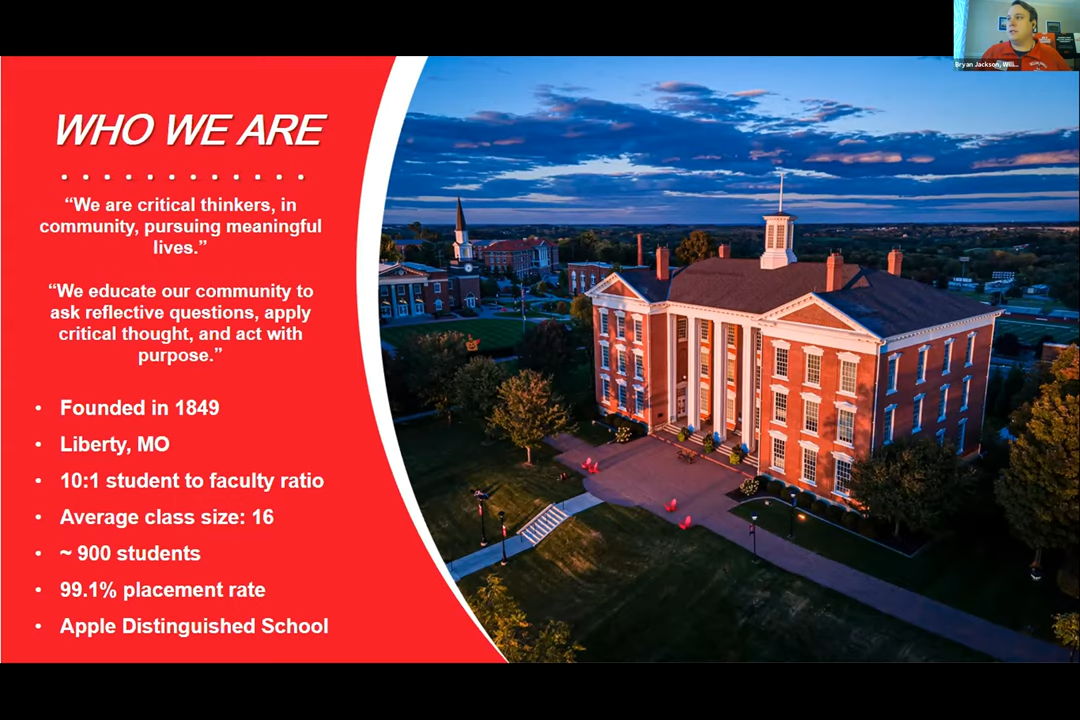 Bryan Jackson, Wil...
WHO WE ARE
“We are critical thinkers, in
community, pursuing meaningful
lives.”
“We educate our community to
ask reflective questions, apply
critical thought, and act with
purpose.”
• Founded in 1849
• Liberty, MO
• 10:1 student to faculty ratio
• Average class size: 16
• ~ 900 students
• 99.1% placement rate
• Apple Distinguished School